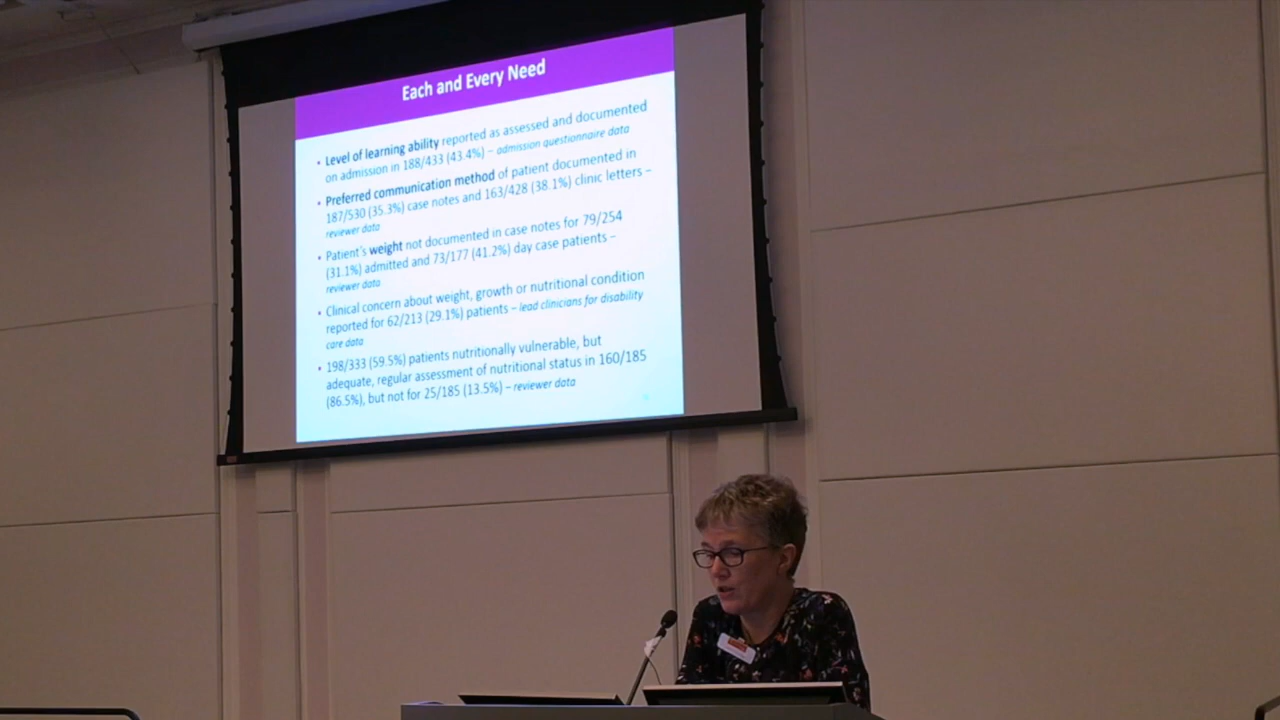 Each and Every Need
• Level of learning ability reported as assessed and documented
on admission in 188/433 (43.4%) – admission questionnaire data
• Preferred communication method of patient documented in
187/530 (35.3%) case notes and 163/428 (38.1%) clinic letters –
reviewer data
• Patient's weight not documented in case notes for 79/254
(31.1%) admitted and 73/177 (41.2%) day case patients –
reviewer data
• Clinical concern about weight, growth or nutritional condition
reported for 62/213 (29.1%) patients – lead clinicians for disability
care data
• 198/333 (59.5%) patients nutritionally vulnerable, but
adequate, regular assessment of nutritional status in 160/185
(86.5%), but not for 25/185 (13.5%) – reviewer data